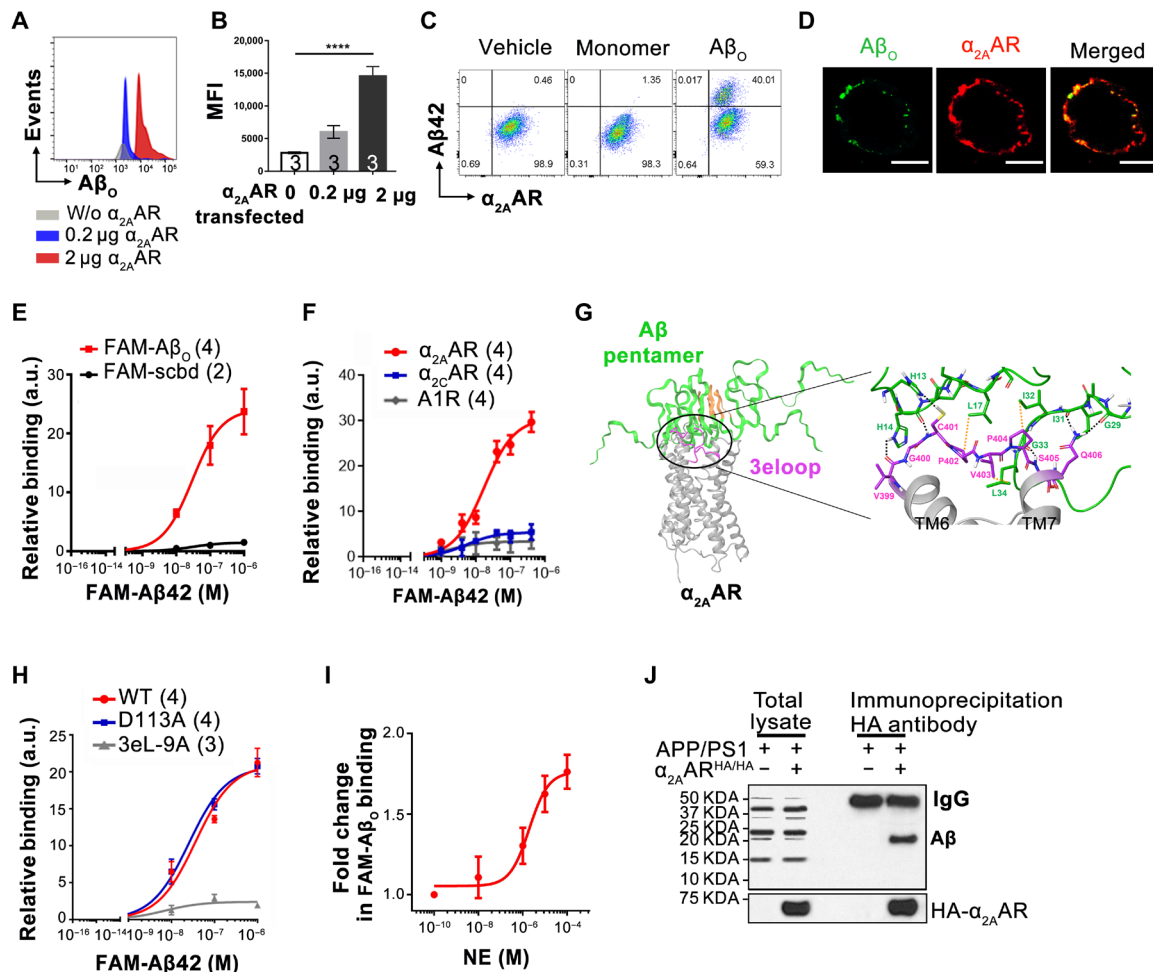 A
Events
10¹ 10² 10³ 10⁴ 10⁵
AβO
W/o α2AAR
0.2 μg α2AAR
2 μg α2AAR
B
****
MFI
20,000
15,000
10,000
5000
0
3 3 3
α2AAR 0 0.2 μg 2 μg
transfected
C
Vehicle Monomer AβO
Aβ42
0 0.46 0 1.35 0.017 40.01
0.69 98.9 0.31 98.3 0.64 59.3
α2AAR
D
AβO α2AAR Merged
E
FAM-AβO (4)
FAM-scbd (2)
Relative binding (a.u.)
30
20
10
0
10⁻¹⁶ 10⁻¹⁴ 10⁻⁸ 10⁻⁷ 10⁻⁶
FAM-Aβ42 (M)
F
α2AAR (4)
α2CAR (4)
A1R (4)
Relative binding (a.u.)
40
30
20
10
0
10⁻¹⁶ 10⁻¹⁴ 10⁻⁹ 10⁻⁸ 10⁻⁷ 10⁻⁶
FAM-Aβ42 (M)
G
Aβ
pentamer
3eloop
α2AAR
H13
L17
I32
C401
I31
G29
H14
P404
G33
G400
P402
S405
Q406
V399
V403
L34
TM6 TM7
H
WT (4)
D113A (4)
3eL-9A (3)
Relative binding (a.u.)
25
20
15
10
5
0
10⁻¹⁶ 10⁻¹⁴ 10⁻⁸ 10⁻⁷ 10⁻⁶
FAM-Aβ42 (M)
I
Fold change
in FAM-AβO binding
2.0
1.5
1.0
10⁻¹⁰ 10⁻⁸ 10⁻⁶ 10⁻⁴
NE (M)
J
Total
lysate
Immunoprecipitation
HA antibody
APP/PS1 + + + +
α2AARHA/HA − + − +
50 KDA
37 KDA
25 KDA
20 KDA
15 KDA
10 KDA
75 KDA
IgG
Aβ
HA-α2AAR